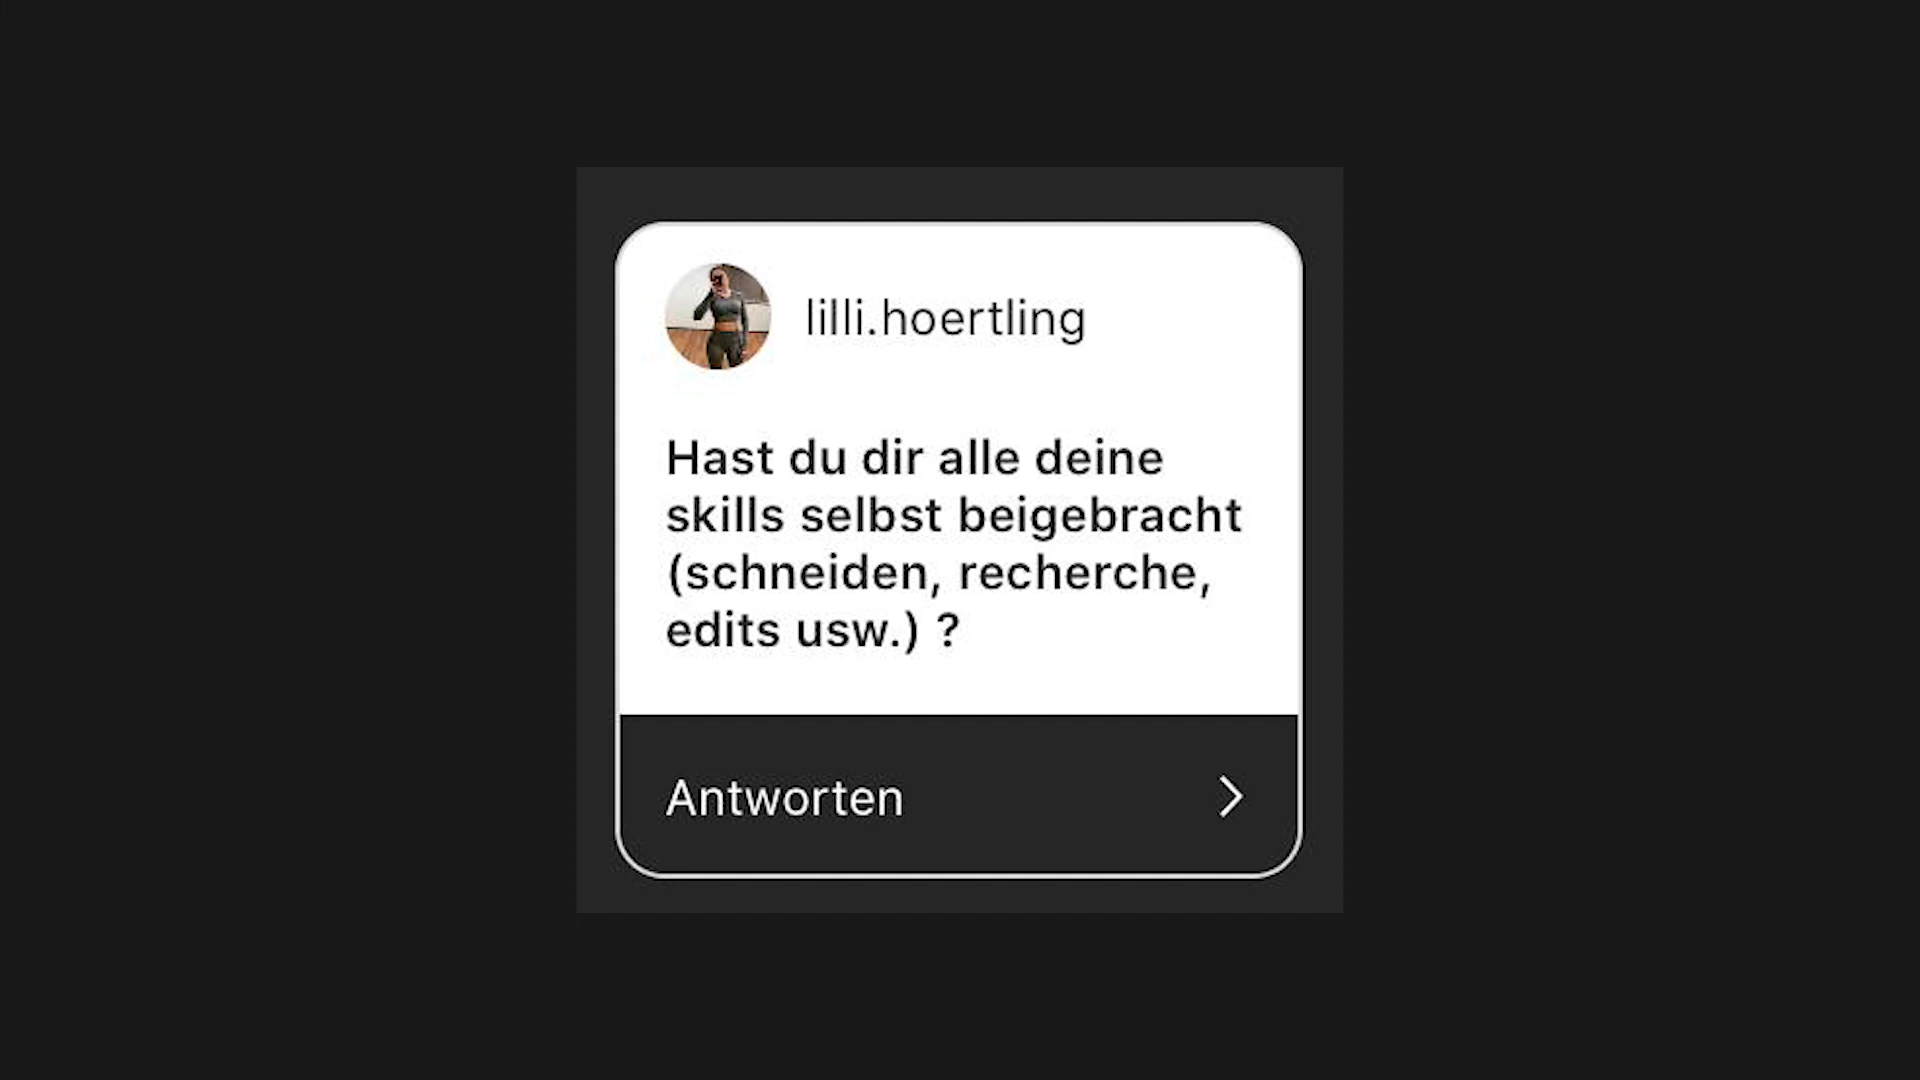 lilli.hoertling
Hast du dir alle deine
skills selbst beigebracht
(schneiden, recherche,
edits usw.) ?
Antworten